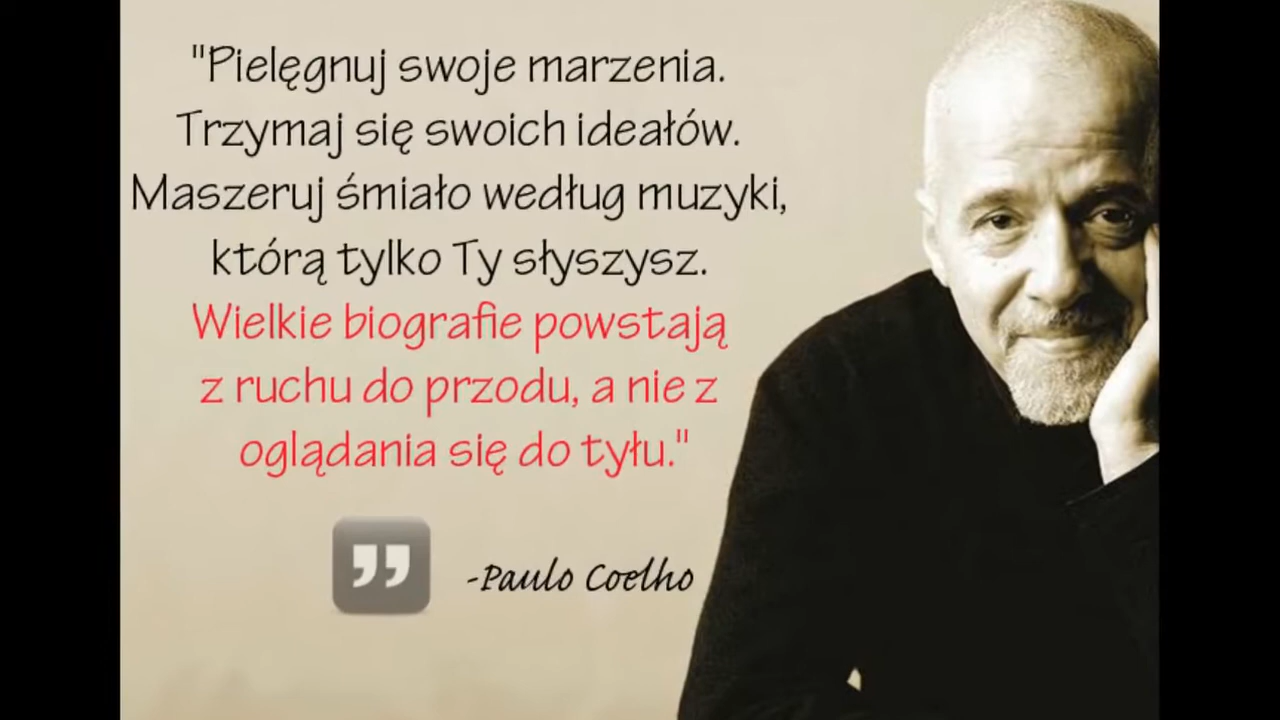 "Pielęgnuj swoje marzenia.
Trzymaj się swoich ideałów.
Maszeruj śmiało według muzyki,
którą tylko Ty słyszysz.
Wielkie biografie powstają
z ruchu do przodu, a nie z
oglądania się do tyłu."
-Paulo Coelho